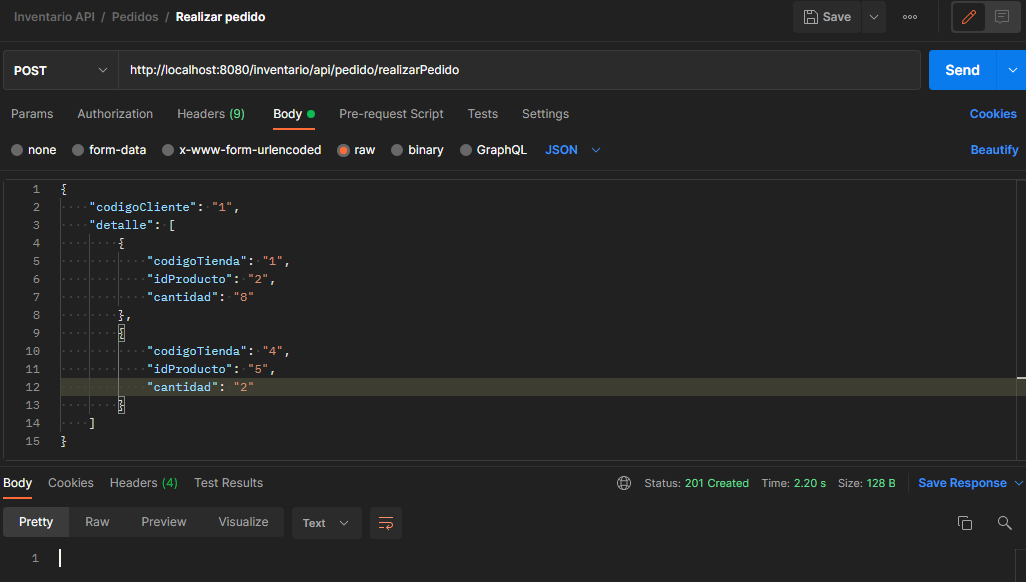 Inventario API / Pedidos / Realizar pedido Save
POST http://localhost:8080/inventario/api/pedido/realizarPedido Send
Params Authorization Headers (9) Body Pre-request Script Tests Settings Cookies
none form-data x-www-form-urlencoded raw binary GraphQL JSON Beautify
1 {
2 "codigoCliente": "1",
3 "detalle": [
4 {
5 "codigoTienda": "1",
6 "idProducto": "2",
7 "cantidad": "8"
8 },
9 {
10 "codigoTienda": "4",
11 "idProducto": "5",
12 "cantidad": "2"
13 }
14 ]
15 }
Body Cookies Headers (4) Test Results Status: 201 Created Time: 2.20 s Size: 128 B Save Response
Pretty Raw Preview Visualize Text
1